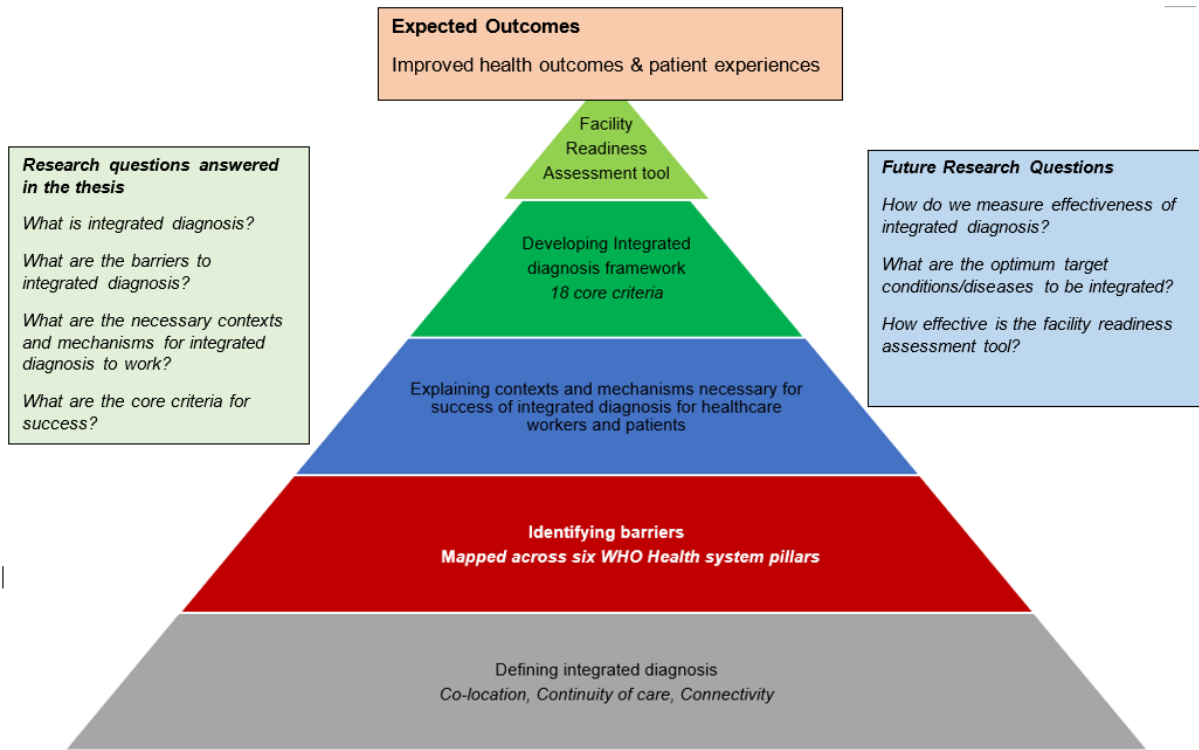 Expected Outcomes
Improved health outcomes & patient experiences
Facility
Readiness
Assessment tool
Research questions answered
in the thesis
What is integrated diagnosis?
What are the barriers to
integrated diagnosis?
What are the necessary contexts
and mechanisms for integrated
diagnosis to work?
What are the core criteria for
success?
Future Research Questions
How do we measure effectiveness of
integrated diagnosis?
What are the optimum target
conditions/diseases to be integrated?
How effective is the facility readiness
assessment tool?
Developing Integrated
diagnosis framework
18 core criteria
Explaining contexts and mechanisms necessary for
success of integrated diagnosis for healthcare
workers and patients
Identifying barriers
Mapped across six WHO Health system pillars
Defining integrated diagnosis
Co-location, Continuity of care, Connectivity